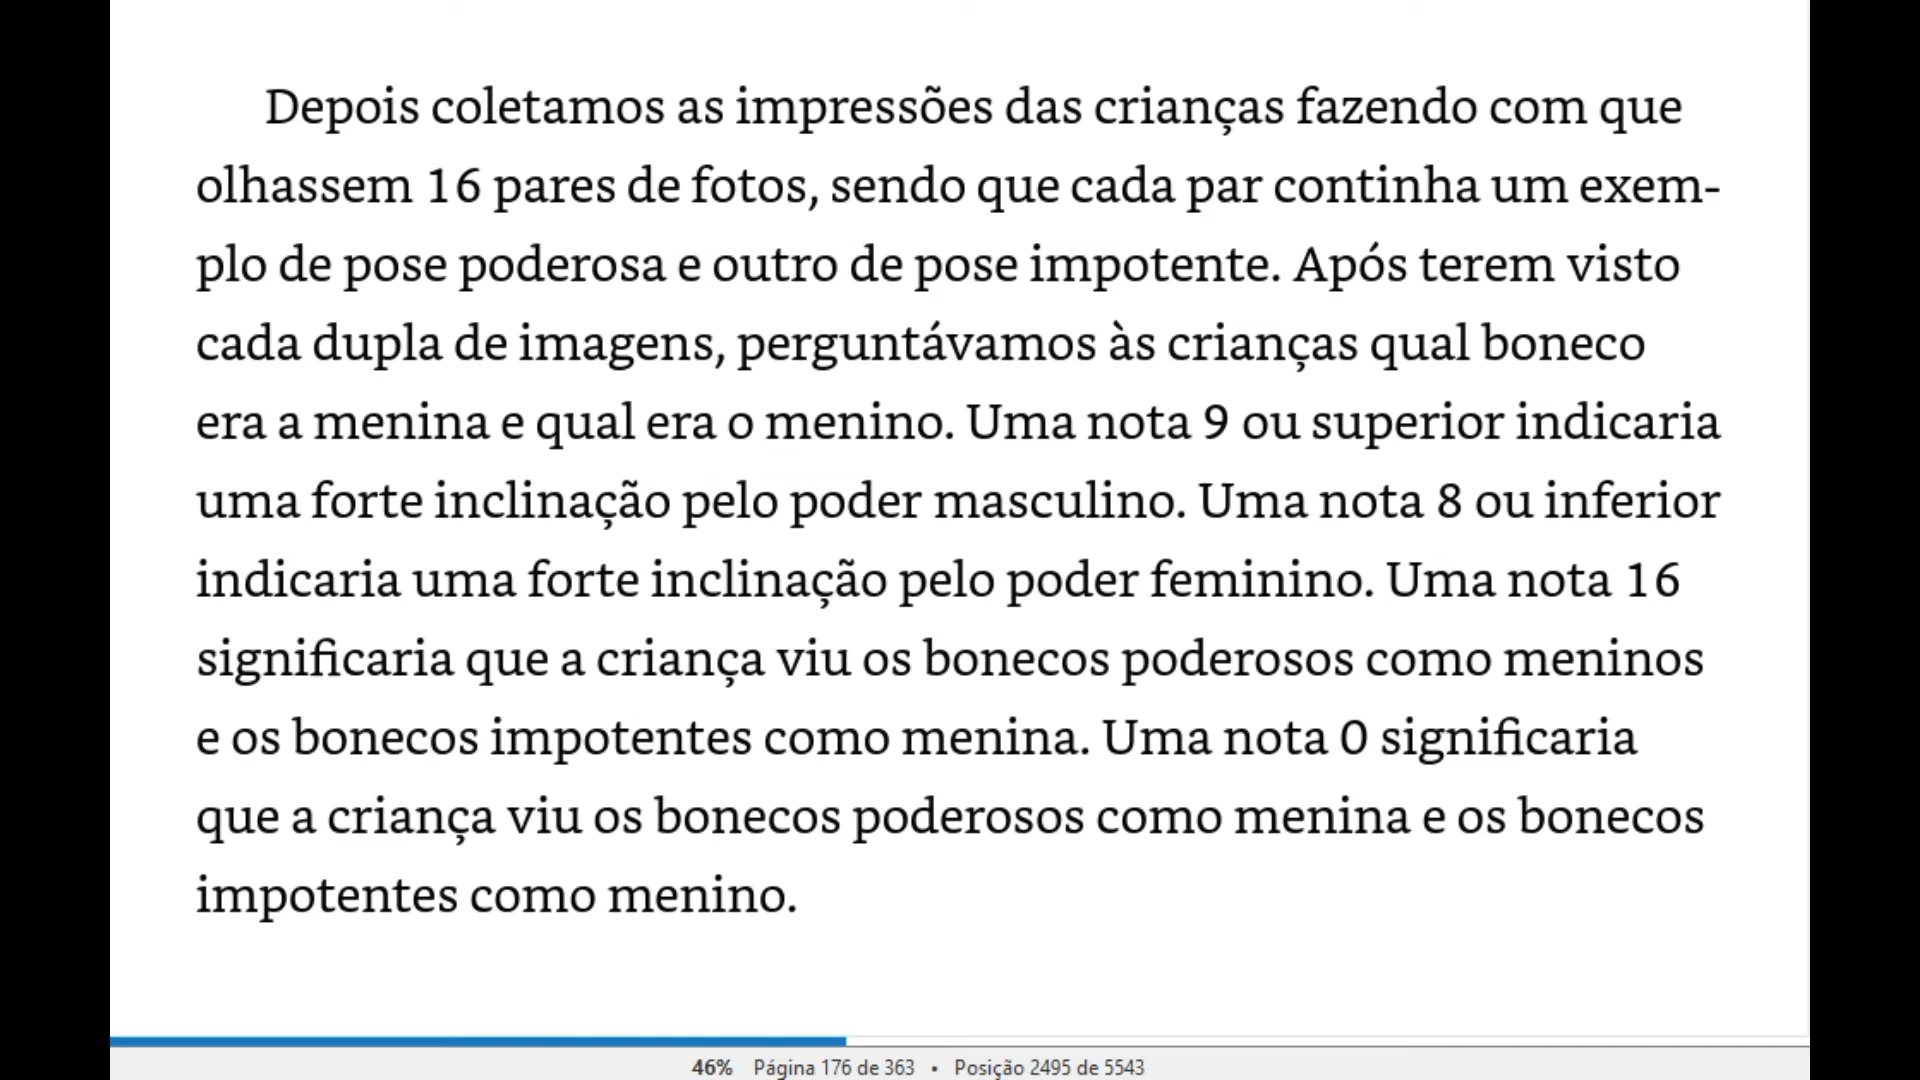 Depois coletamos as impressões das crianças fazendo com que
olhassem 16 pares de fotos, sendo que cada par continha um exem-
plo de pose poderosa e outro de pose impotente. Após terem visto
cada dupla de imagens, perguntávamos às crianças qual boneco
era a menina e qual era o menino. Uma nota 9 ou superior indicaria
uma forte inclinação pelo poder masculino. Uma nota 8 ou inferior
indicaria uma forte inclinação pelo poder feminino. Uma nota 16
significaria que a criança viu os bonecos poderosos como meninos
e os bonecos impotentes como menina. Uma nota 0 significaria
que a criança viu os bonecos poderosos como menina e os bonecos
impotentes como menino.
46% Página 176 de 363 • Posição 2495 de 5543